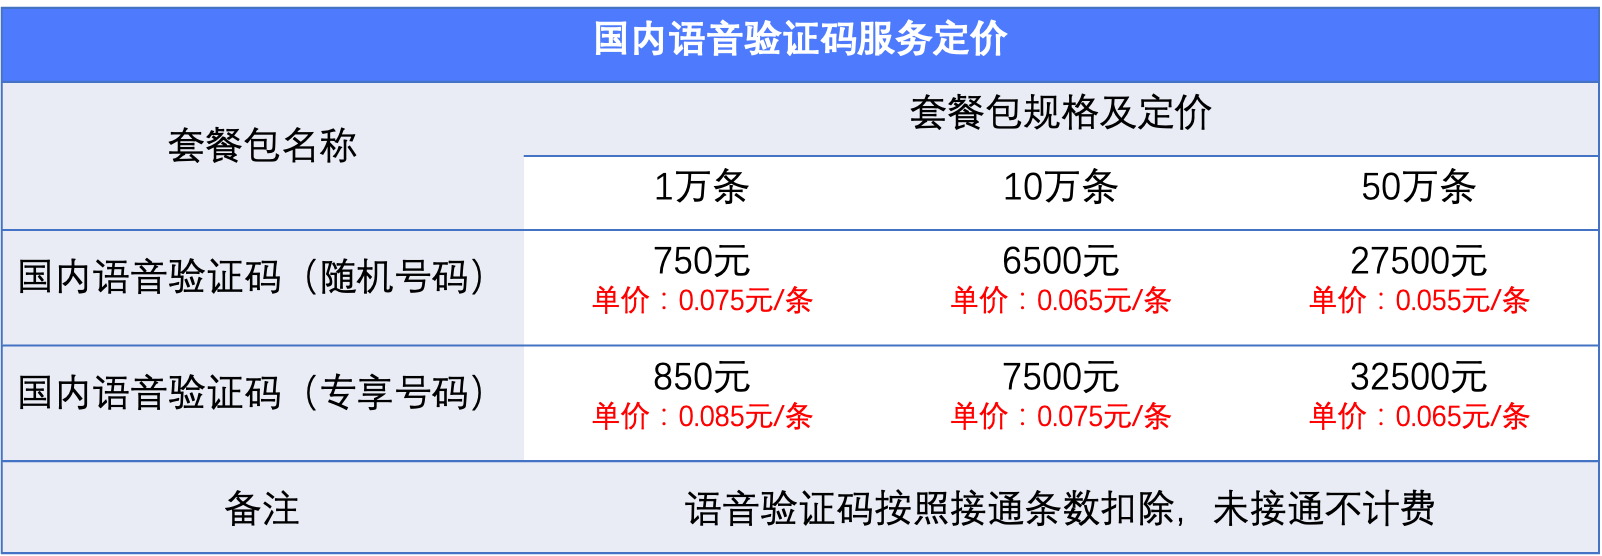 国内语音验证码服务定价
套餐包名称
套餐包规格及定价
1万条
10万条
50万条
国内语音验证码（随机号码）
750元
单价：0.075元/条
6500元
单价：0.065元/条
27500元
单价：0.055元/条
国内语音验证码（专享号码）
850元
单价：0.085元/条
7500元
单价：0.075元/条
32500元
单价：0.065元/条
备注
语音验证码按照接通条数扣除，未接通不计费